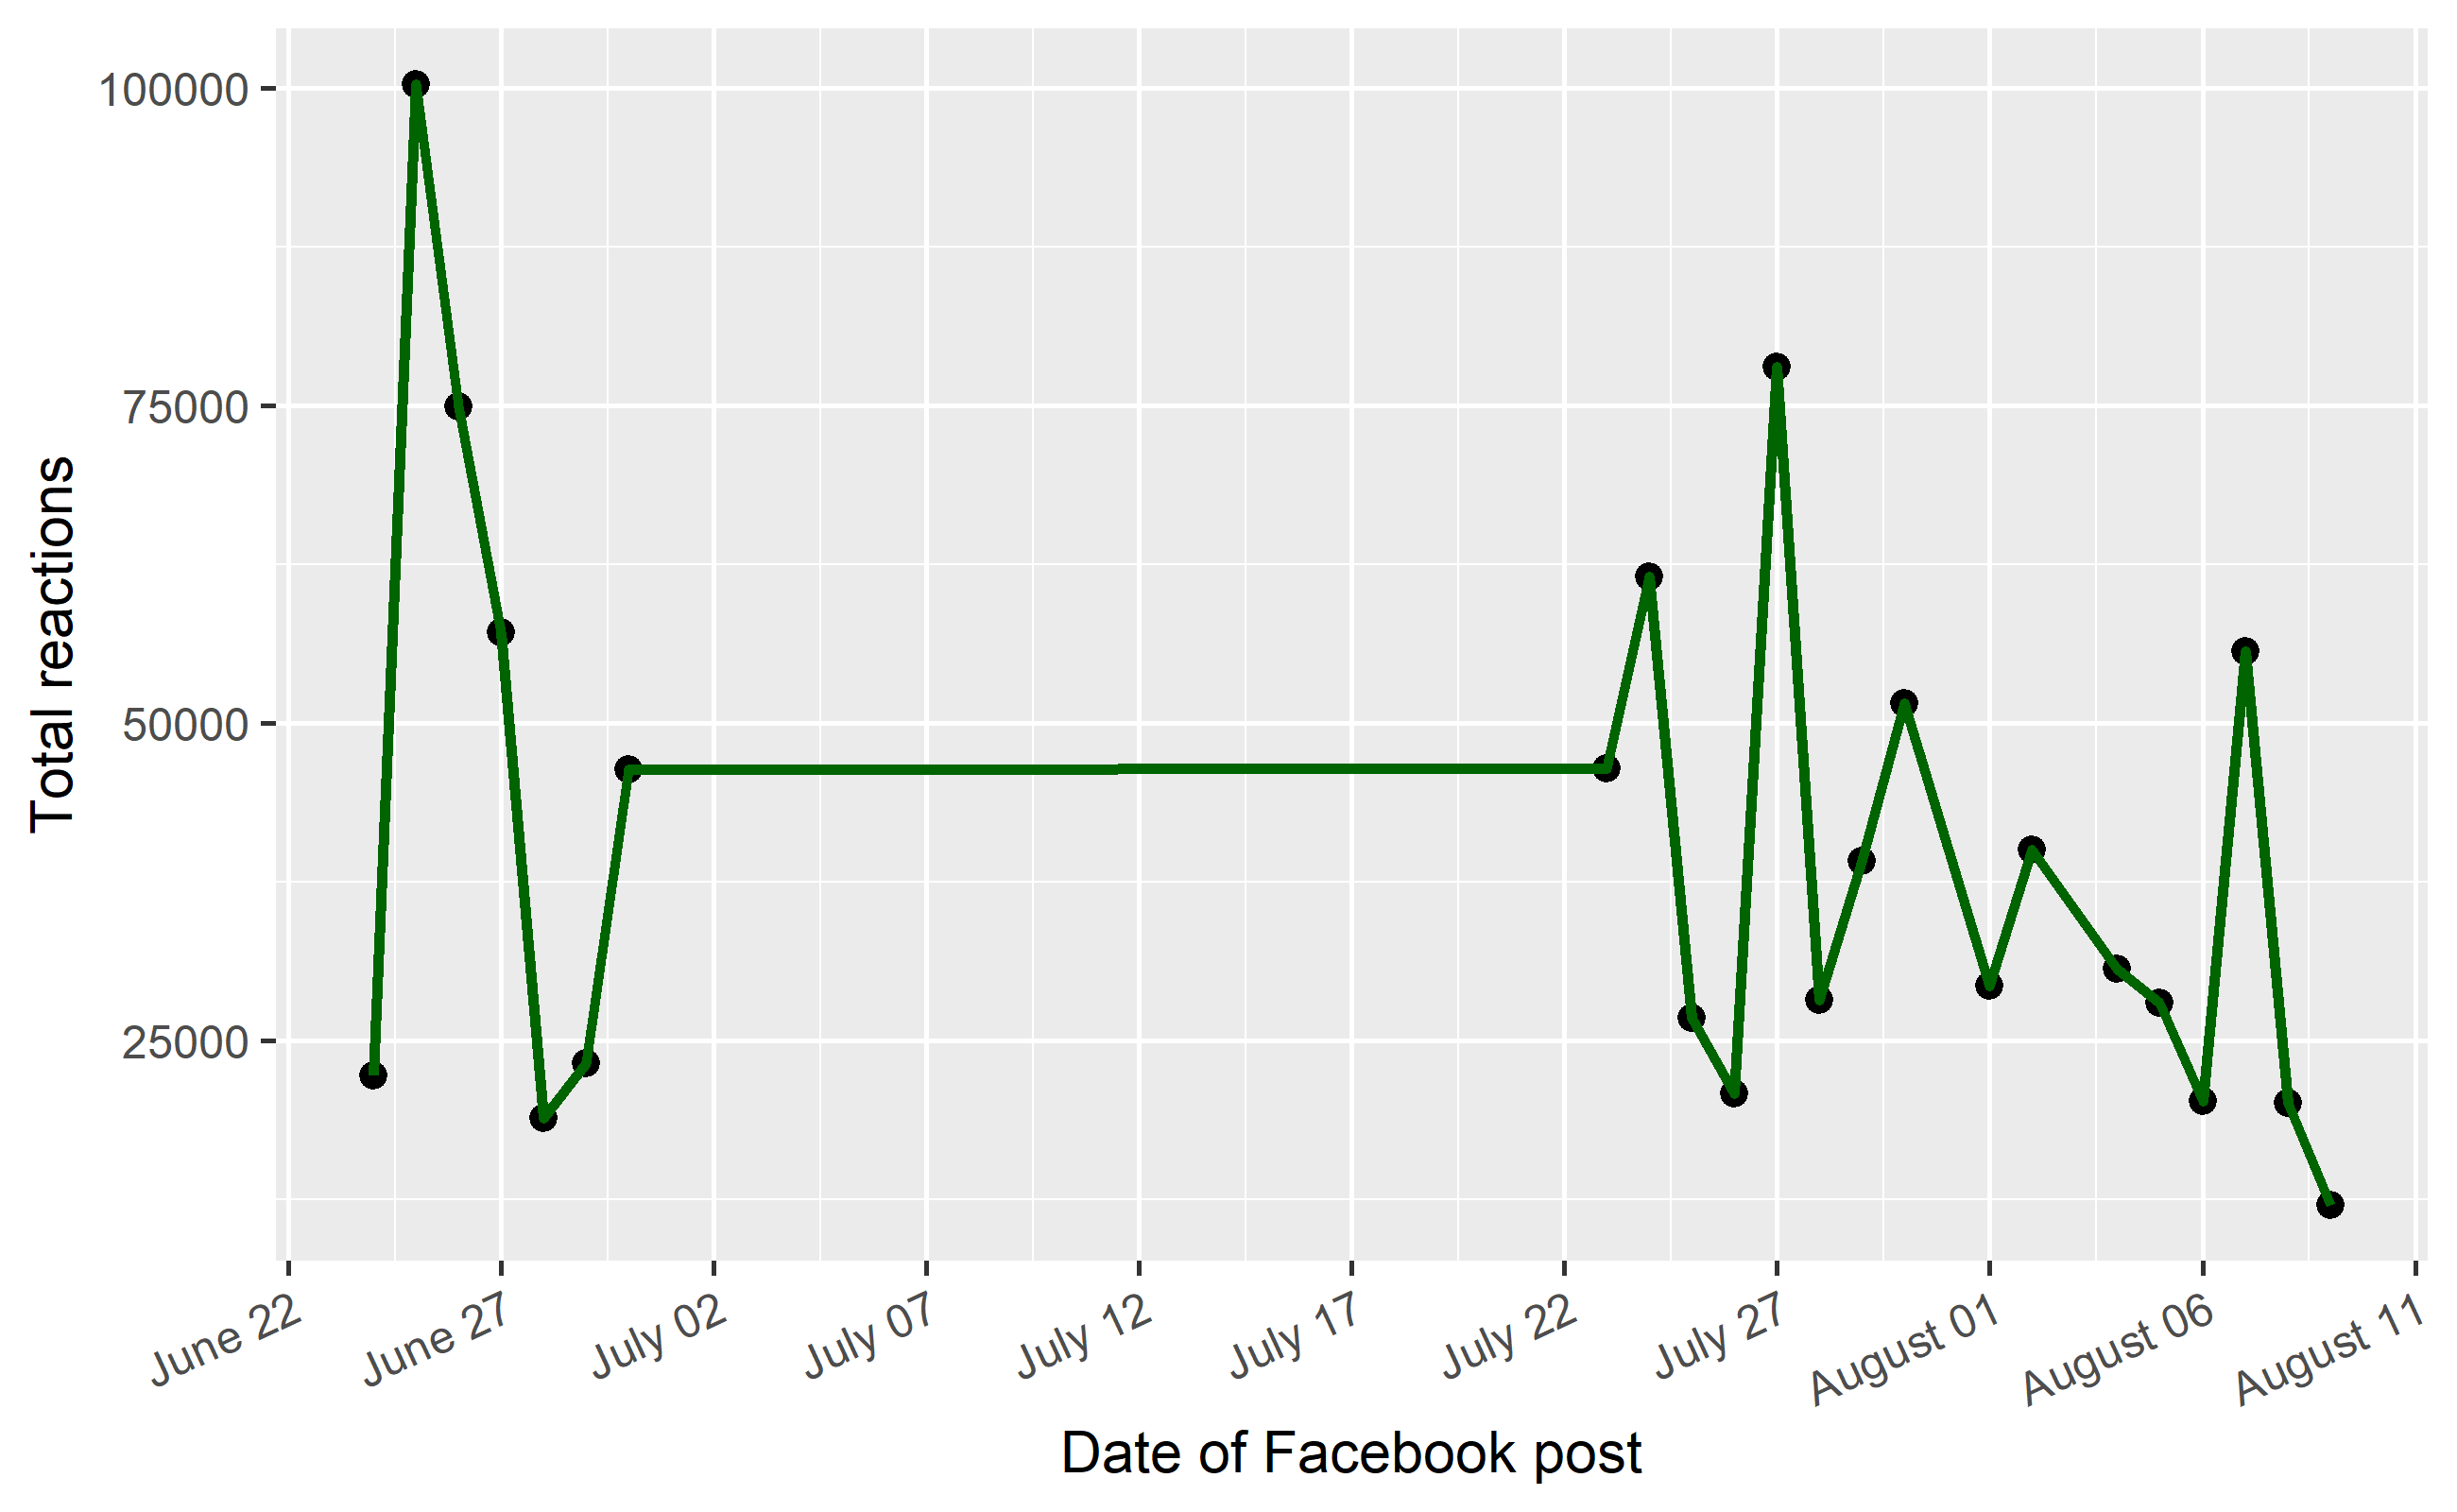 Total reactions
100000
75000
50000
25000
June 22
June 27
July 02
July 07
July 12
July 17
July 22
July 27
August 01
August 06
August 11
Date of Facebook post